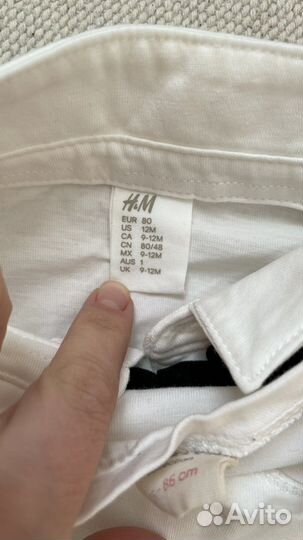 H&M
EUR 80
US 12M
CA 9-12M
CN 80/48
MX 9-12M
AUS 1
UK 9-12M
cm
Avito